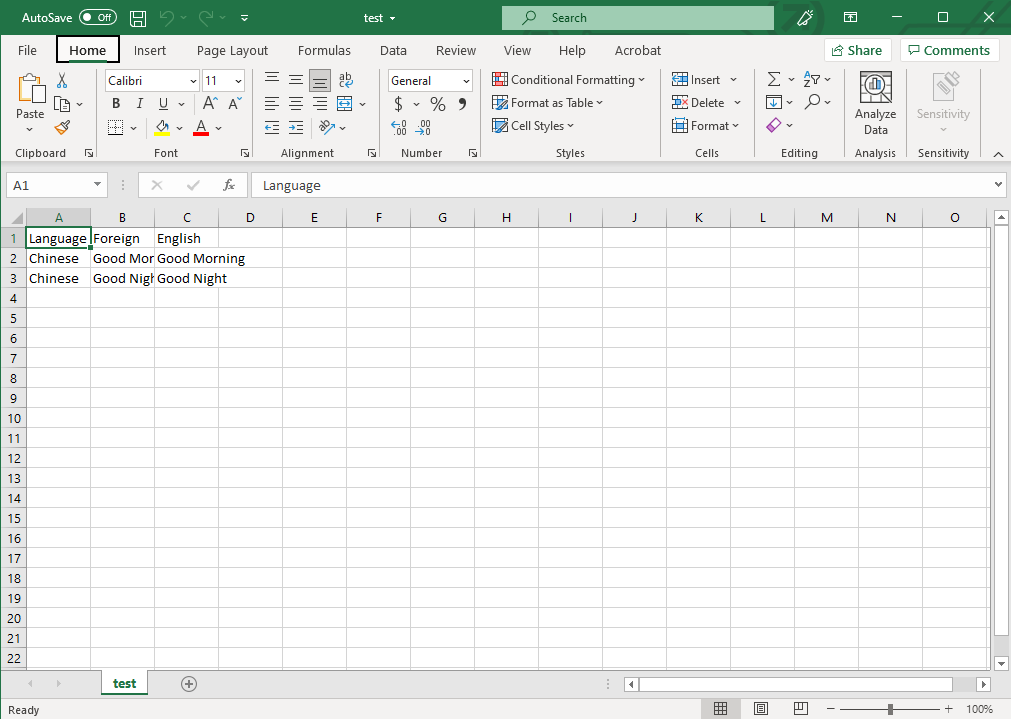 AutoSave Off test Search
File Home Insert Page Layout Formulas Data Review View Help Acrobat Share Comments
Calibri 11 ab General Conditional Formatting Insert
Paste B I U A A $ % Format as Table Delete Analyze Data Sensitivity
Cell Styles Format
Clipboard Font Alignment Number Styles Cells Editing Analysis Sensitivity
A1 fx Language
A B C D E F G H I J K L M N O
1 Language Foreign English
2 Chinese Good Mor Good Morning
3 Chinese Good Nigh Good Night
4
5
6
7
8
9
10
11
12
13
14
15
16
17
18
19
20
21
22
test
Ready 100%